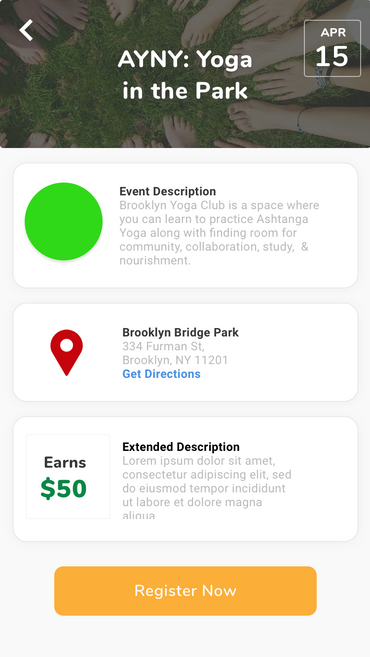 AYNY: Yoga
in the Park
APR
15
Event Description
Brooklyn Yoga Club is a space where
you can learn to practice Ashtanga
Yoga along with finding room for
community, collaboration, study,  &
nourishment.
Brooklyn Bridge Park
334 Furman St,
Brooklyn, NY 11201
Get Directions
Earns
$50
Extended Description
Lorem ipsum dolor sit amet,
consectetur adipiscing elit, sed
do eiusmod tempor incididunt
ut labore et dolore magna
aliqua
Register Now